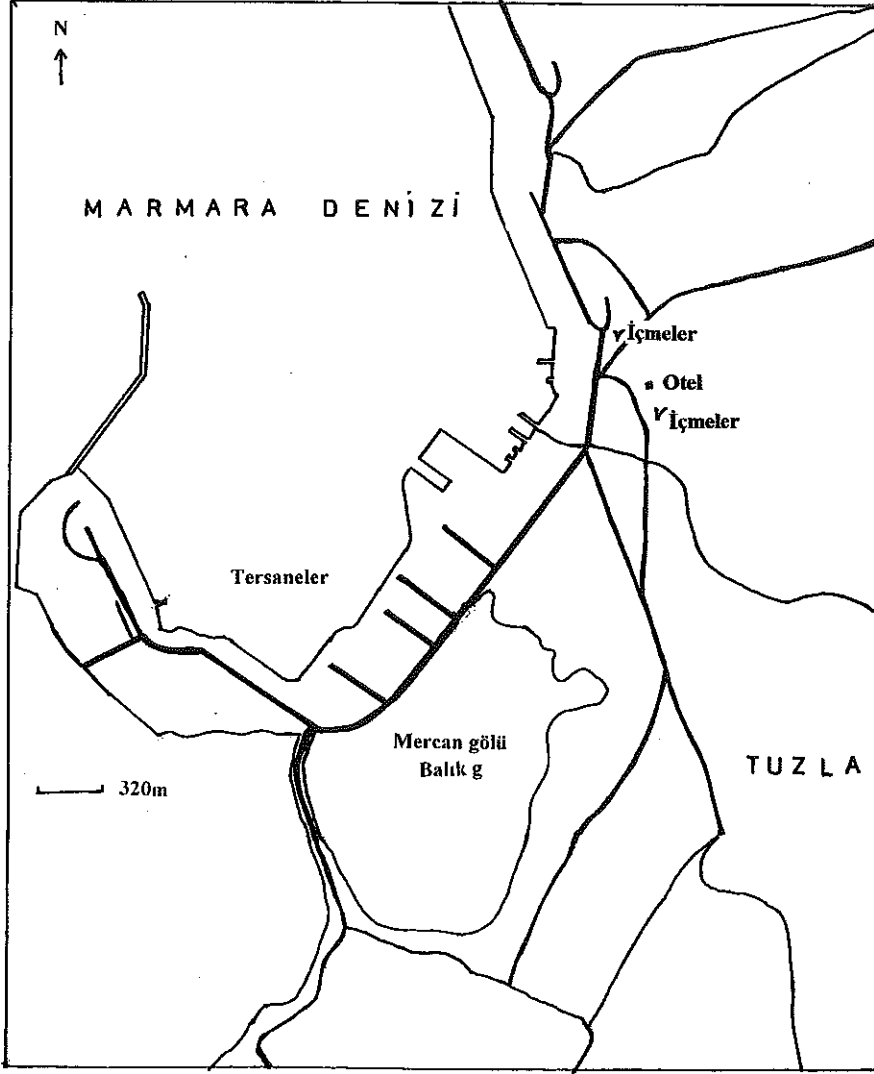 N
MARMARA DENİZİ
İçmeler
Otel
İçmeler
Tersaneler
Mercan gölü
Balık g
TUZLA
320m